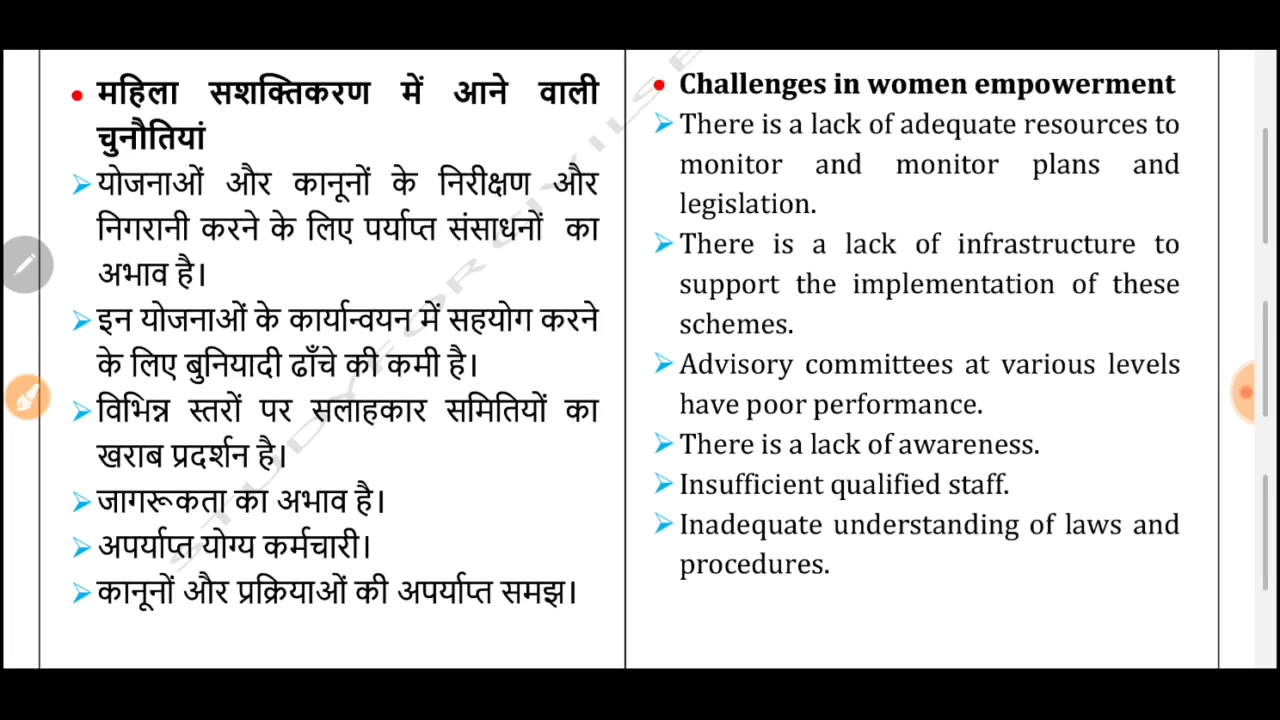 महिला सशक्तिकरण में आने वाली
चुनौतियां
योजनाओं और कानूनों के निरीक्षण और
निगरानी करने के लिए पर्याप्त संसाधनों का
अभाव है।
इन योजनाओं के कार्यान्वयन में सहयोग करने
के लिए बुनियादी ढाँचे की कमी है।
विभिन्न स्तरों पर सलाहकार समितियों का
खराब प्रदर्शन है।
जागरूकता का अभाव है।
अपर्याप्त योग्य कर्मचारी।
कानूनों और प्रक्रियाओं की अपर्याप्त समझ।
Challenges in women empowerment
There is a lack of adequate resources to
monitor and monitor plans and
legislation.
There is a lack of infrastructure to
support the implementation of these
schemes.
Advisory committees at various levels
have poor performance.
There is a lack of awareness.
Insufficient qualified staff.
Inadequate understanding of laws and
procedures.
STUDY FOR CIVILSE